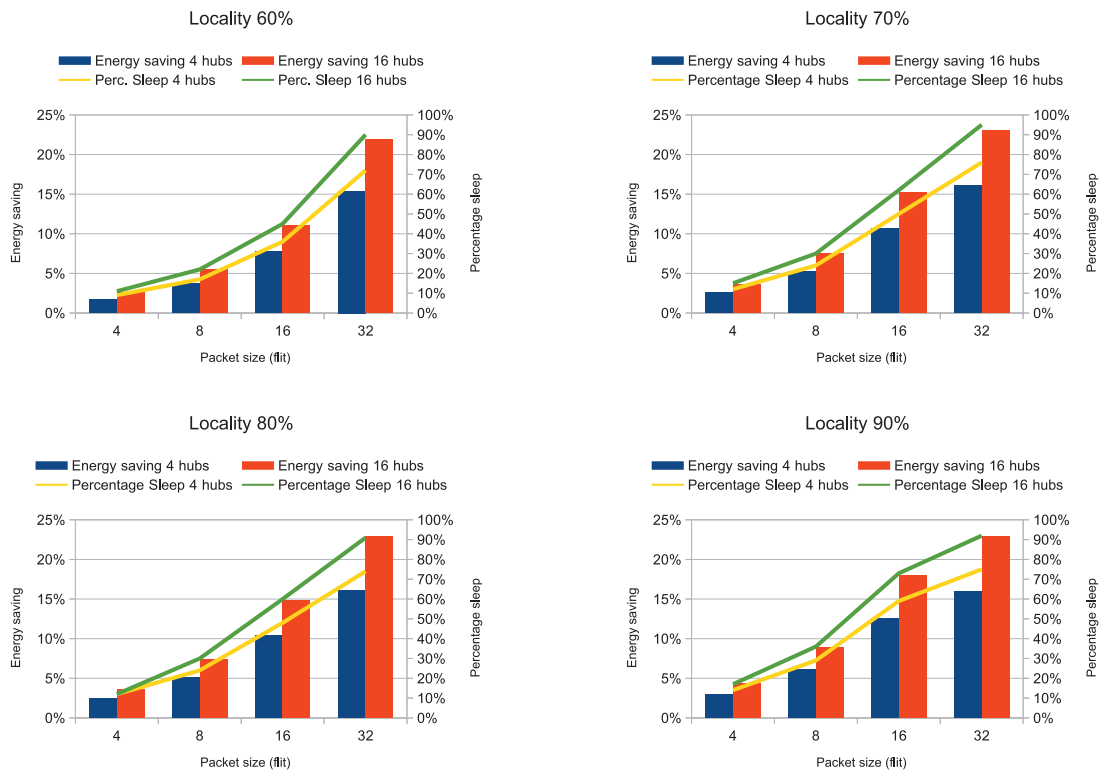 Locality 60%
Energy saving 4 hubs Energy saving 16 hubs
Perc. Sleep 4 hubs Perc. Sleep 16 hubs
25% 100%
90%
20% 80%
70%
15% 60%
50%
10% 40%
30%
5% 20%
10%
0% 0%
Energy saving
Percentage sleep
4 8 16 32
Packet size (flit)
Locality 70%
Energy saving 4 hubs Energy saving 16 hubs
Percentage Sleep 4 hubs Percentage Sleep 16 hubs
25% 100%
90%
20% 80%
70%
15% 60%
50%
10% 40%
30%
5% 20%
10%
0% 0%
Energy saving
Percentage sleep
4 8 16 32
Packet size (flit)
Locality 80%
Energy saving 4 hubs Energy saving 16 hubs
Percentage Sleep 4 hubs Percentage Sleep 16 hubs
25% 100%
90%
20% 80%
70%
15% 60%
50%
10% 40%
30%
5% 20%
10%
0% 0%
Energy saving
Percentage sleep
4 8 16 32
Packet size (flit)
Locality 90%
Energy saving 4 hubs Energy saving 16 hubs
Percentage Sleep 4 hubs Percentage Sleep 16 hubs
25% 100%
90%
20% 80%
70%
15% 60%
50%
10% 40%
30%
5% 20%
10%
0% 0%
Energy saving
Percentage sleep
4 8 16 32
Packet size (flit)